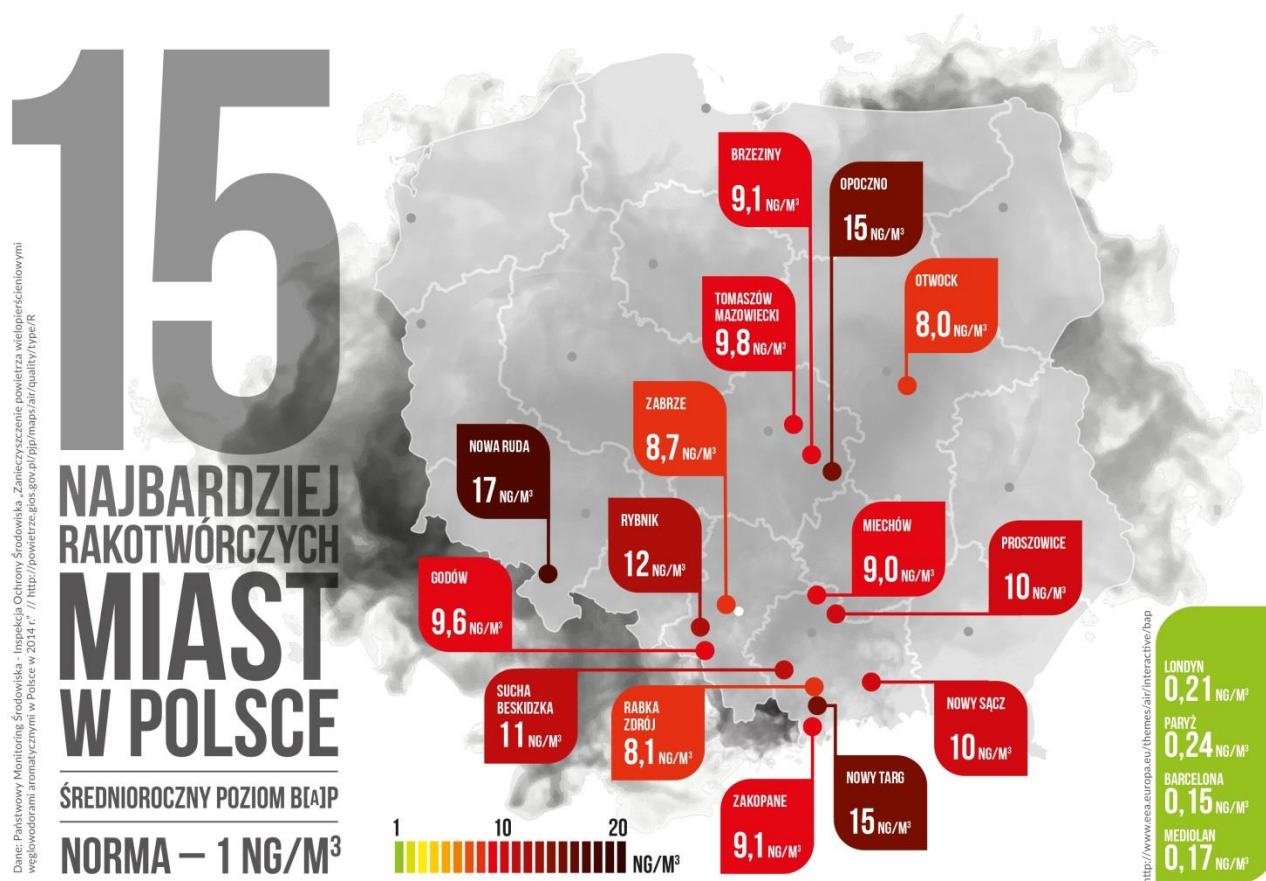 15
NAJBARDZIEJ
RAKOTWÓRCZYCH
MIAST
W POLSCE
ŚREDNIOROCZNY POZIOM B[A]P
NORMA – 1 NG/M³
Dane: Państwowy Monitoring Środowiska - Inspekcja Ochrony Środowiska „Zanieczyszczenie powietrza wielopierścieniowymi
węglowodorami aromatycznymi w Polsce w 2014 r.” // http://powietrze.gios.gov.pl/pjp/maps/air/quality/type/R
BRZEZINY
9,1 NG/M³
OPOCZNO
15 NG/M³
OTWOCK
8,0 NG/M³
TOMASZÓW
MAZOWIECKI
9,8 NG/M³
ZABRZE
8,7 NG/M³
NOWA RUDA
17 NG/M³
RYBNIK
12 NG/M³
MIECHÓW
9,0 NG/M³
PROSZOWICE
10 NG/M³
GODÓW
9,6 NG/M³
SUCHA
BESKIDZKA
11 NG/M³
RABKA
ZDRÓJ
8,1 NG/M³
NOWY SĄCZ
10 NG/M³
ZAKOPANE
9,1 NG/M³
NOWY TARG
15 NG/M³
1 10 20
NG/M³
http://www.eea.europa.eu/themes/air/interactive/bap
LONDYN
0,21 NG/M³
PARYŻ
0,24 NG/M³
BARCELONA
0,15 NG/M³
MEDIOLAN
0,17 NG/M³